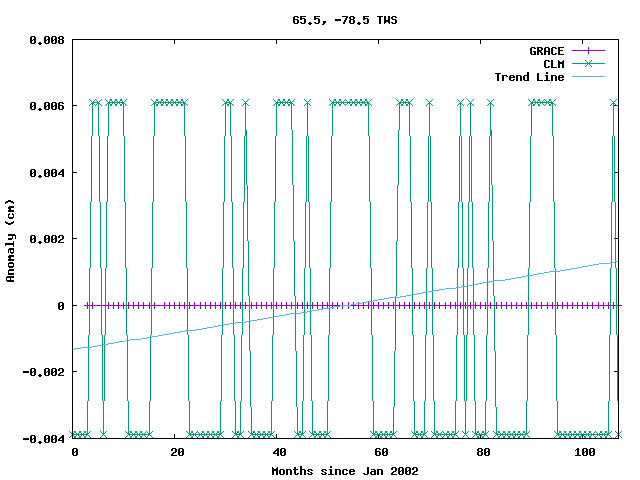 65.5, -78.5 TWS
GRACE
CLM
Trend Line
0.008
0.006
0.004
0.002
0
-0.002
-0.004
Anomaly (cm)
0 20 40 60 80 100
Months since Jan 2002